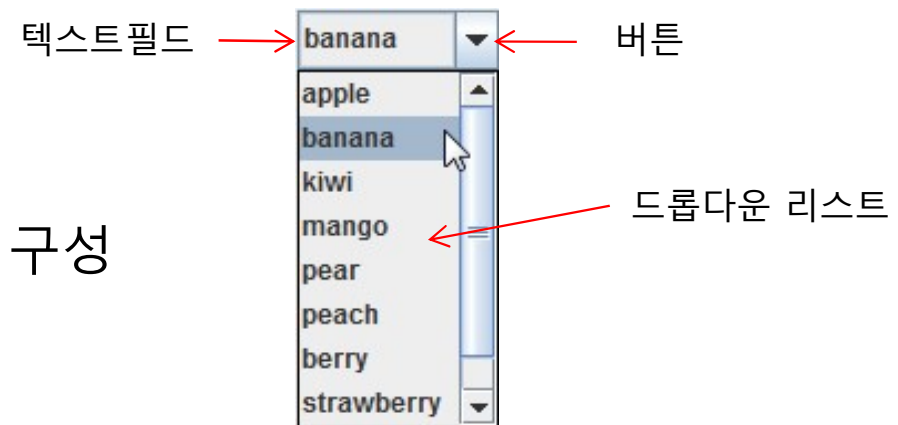 텍스트필드
banana
버튼
apple
banana
kiwi
드롭다운 리스트
mango
구성
pear
peach
berry
strawberry